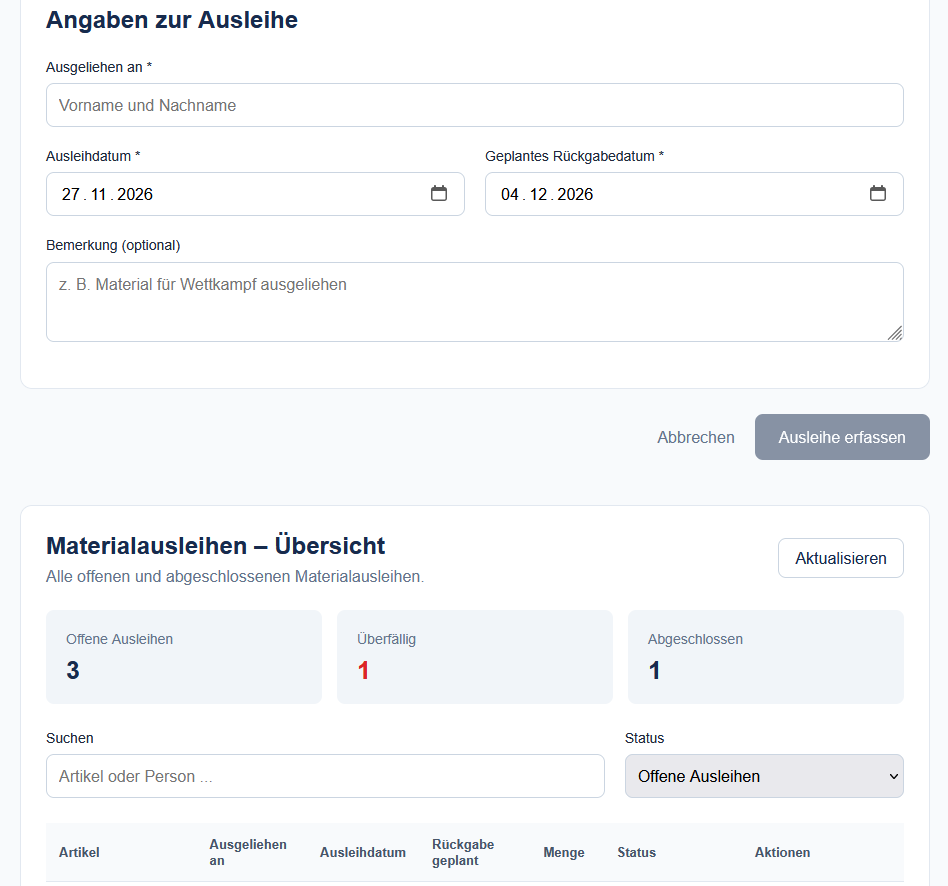 Angaben zur Ausleihe
Ausgeliehen an *
Vorname und Nachname
Ausleihdatum *
Geplantes Rückgabedatum *
27.11.2026
04.12.2026
Bemerkung (optional)
z. B. Material für Wettkampf ausgeliehen
Abbrechen
Ausleihe erfassen
Materialausleihen – Übersicht
Alle offenen und abgeschlossenen Materialausleihen.
Aktualisieren
Offene Ausleihen
3
Überfällig
1
Abgeschlossen
1
Suchen
Artikel oder Person ...
Status
Offene Ausleihen
Artikel
Ausgeliehen
an
Ausleihdatum
Rückgabe
geplant
Menge
Status
Aktionen